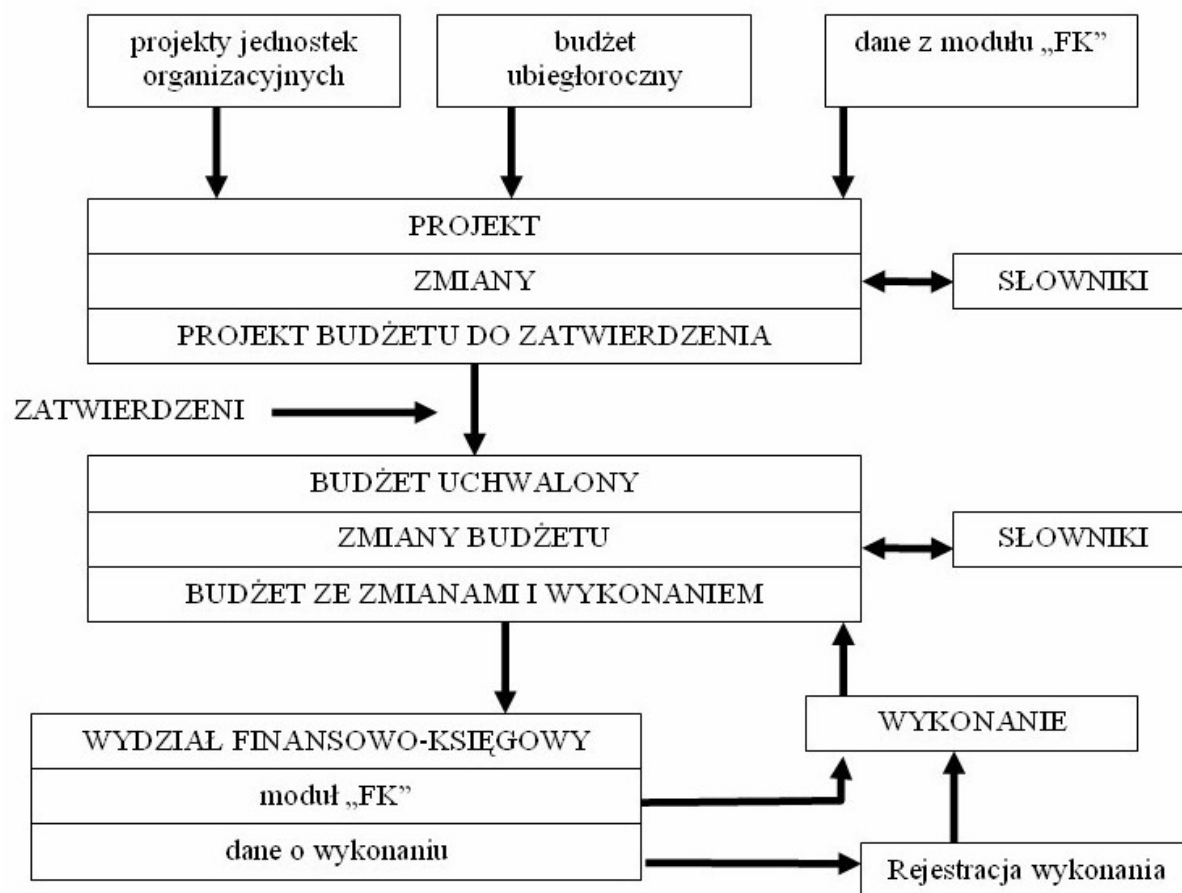 projekty jednostek
organizacyjnych
budżet
ubiegłoroczny
dane z modułu „FK”
PROJEKT
ZMIANY
SŁOWNIKI
PROJEKT BUDŻETU DO ZATWIERDZENIA
ZATWIERDZENI
BUDŻET UCHWALONY
ZMIANY BUDŻETU
SŁOWNIKI
BUDŻET ZE ZMIANAMI I WYKONANIEM
WYKONANIE
WYDZIAŁ FINANSOWO-KSIĘGOWY
moduł „FK”
dane o wykonaniu
Rejestracja wykonania